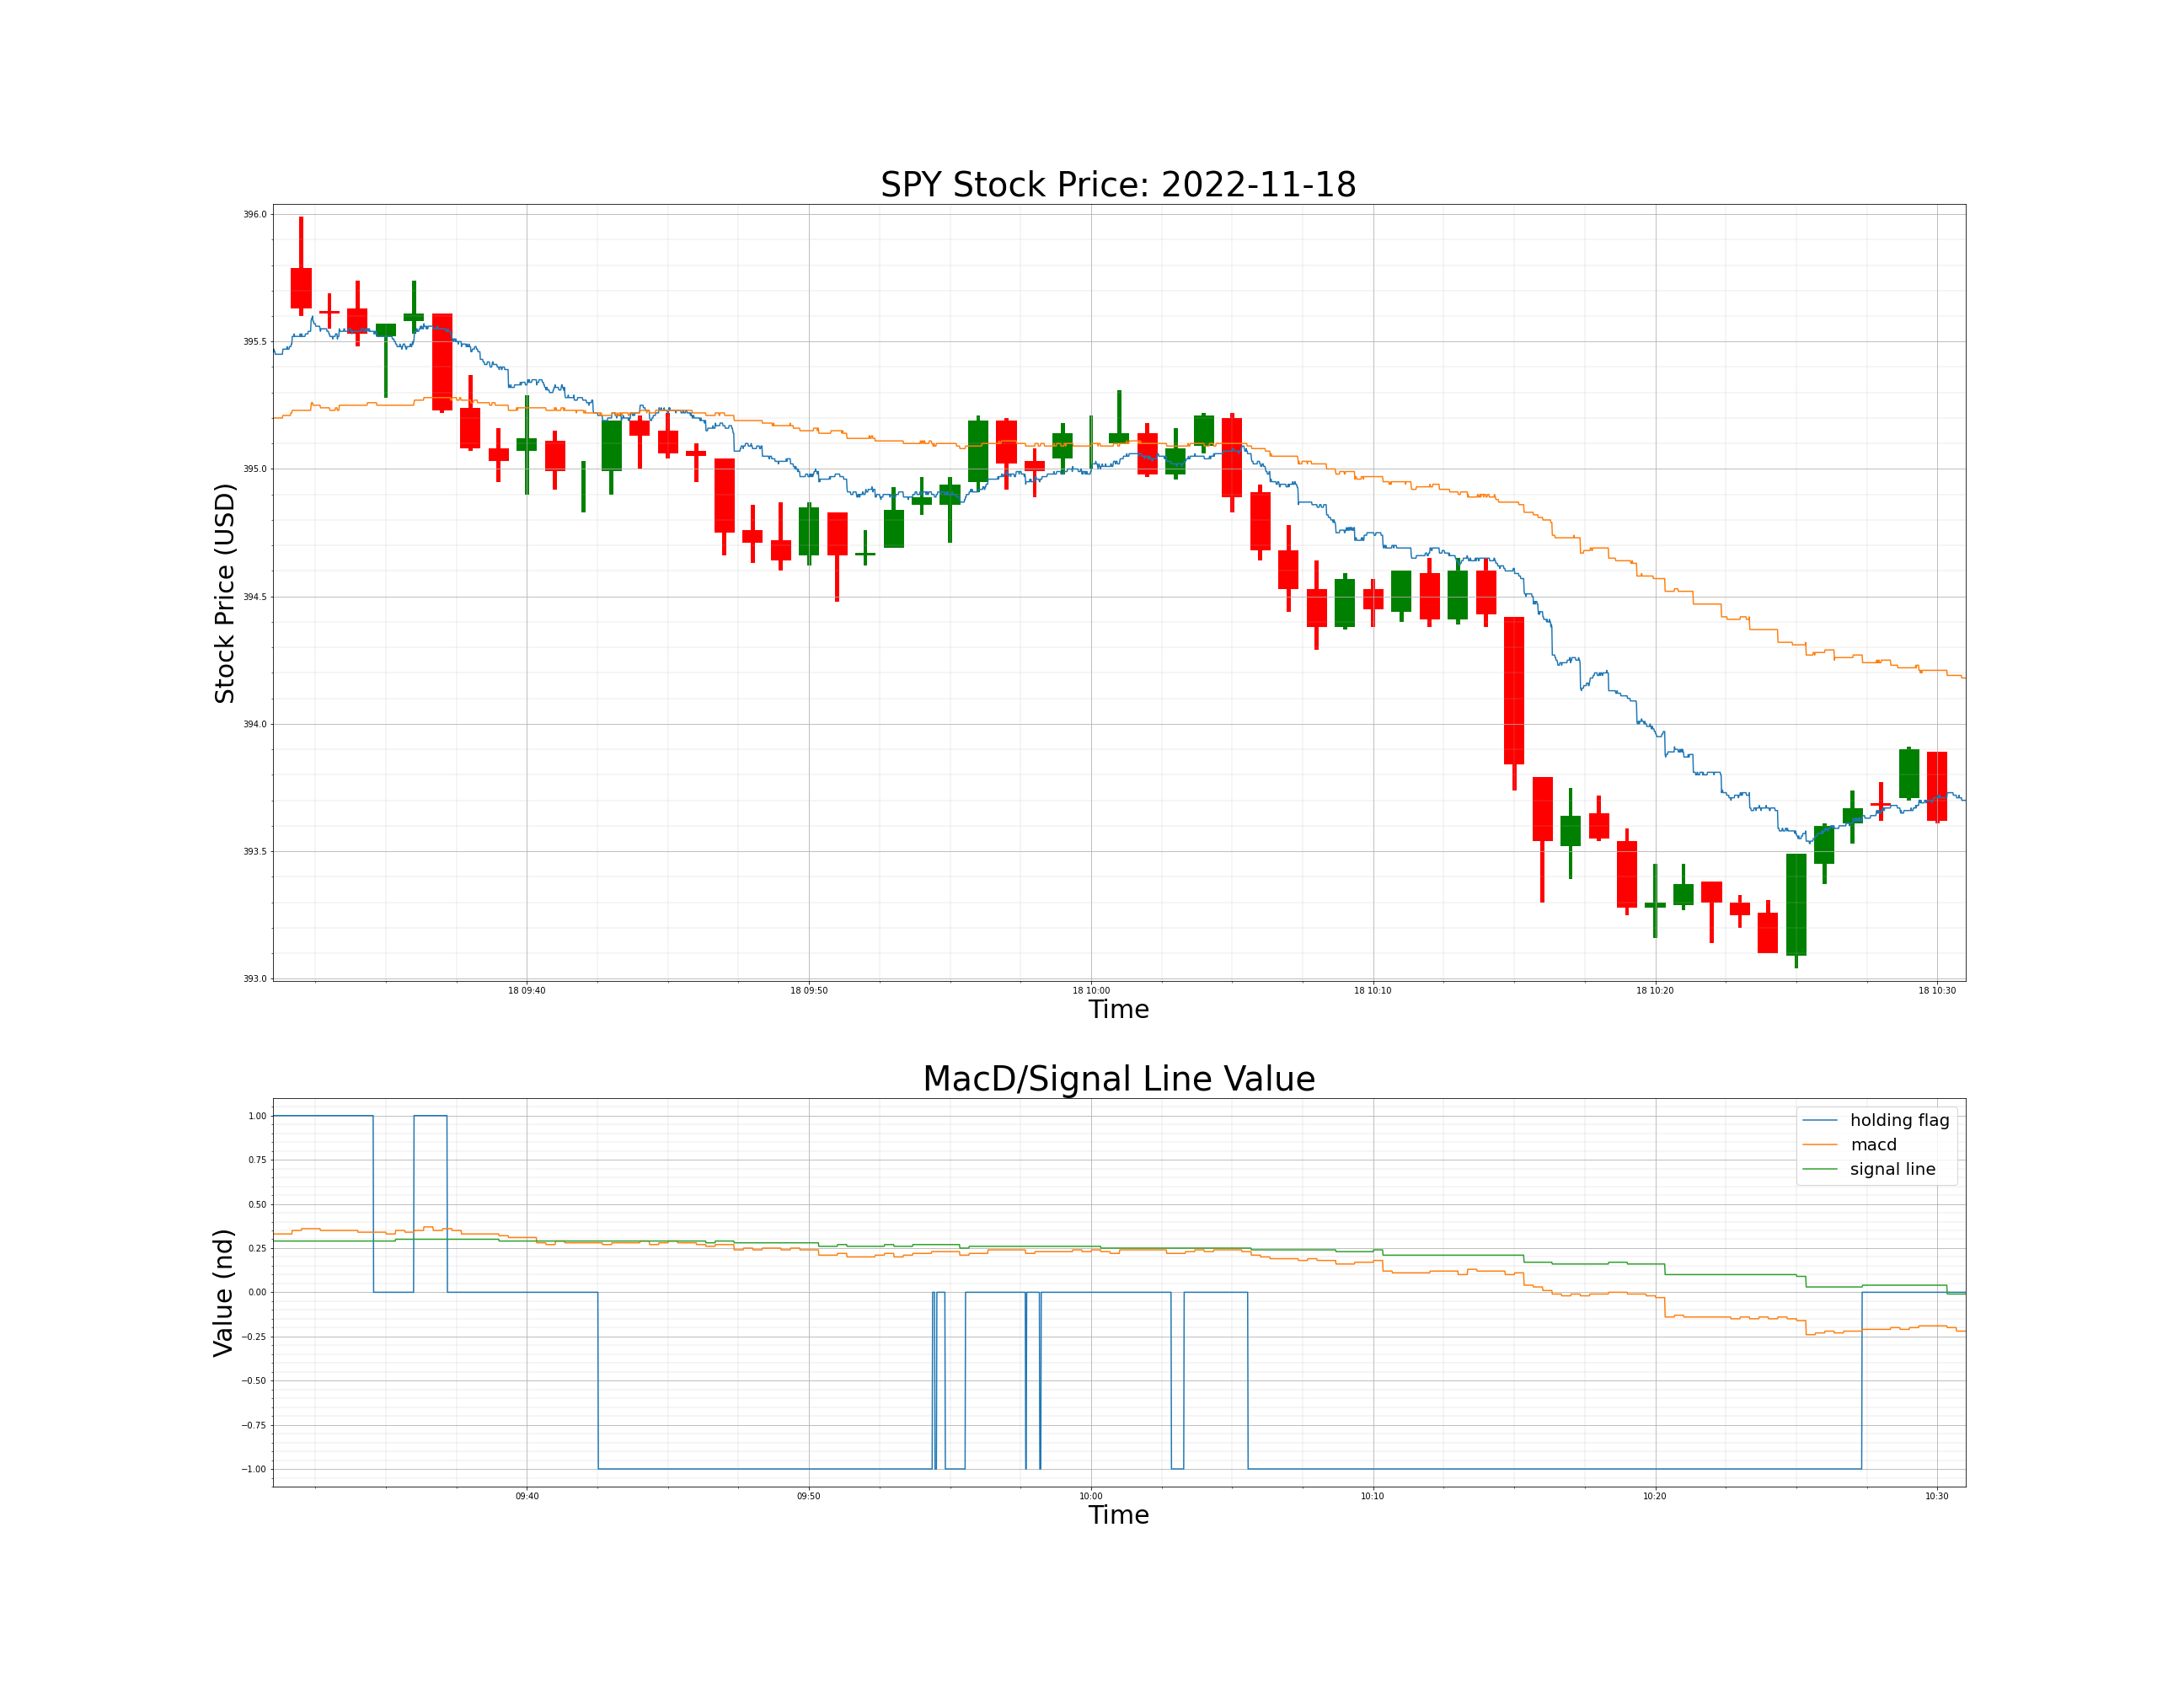 SPY Stock Price: 2022-11-18
396.0
395.5
395.0
394.5
394.0
393.5
393.0
Stock Price (USD)
18 09:40 18 09:50 18 10:00 18 10:10 18 10:20 18 10:30
Time
MacD/Signal Line Value
1.00
0.75
0.50
0.25
0.00
−0.25
−0.50
−0.75
−1.00
Value (nd)
holding flag
macd
signal line
09:40 09:50 10:00 10:10 10:20 10:30
Time